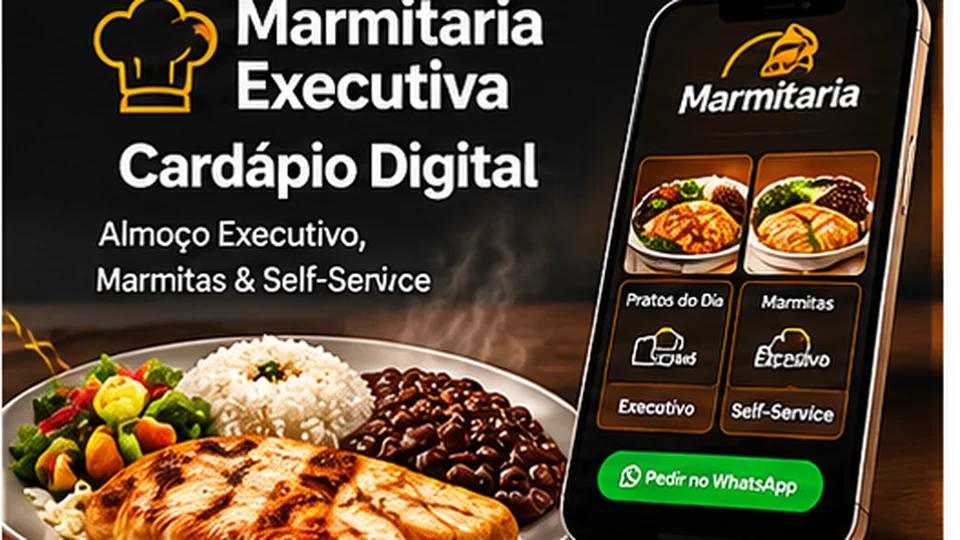 Marmitaria
Executiva
Cardápio Digital
Almoço Executivo,
Marmitas & Self-Service
Marmitaria
Pratos do Dia
Marmitas
Executivo
Self-Service
Pedir no WhatsApp